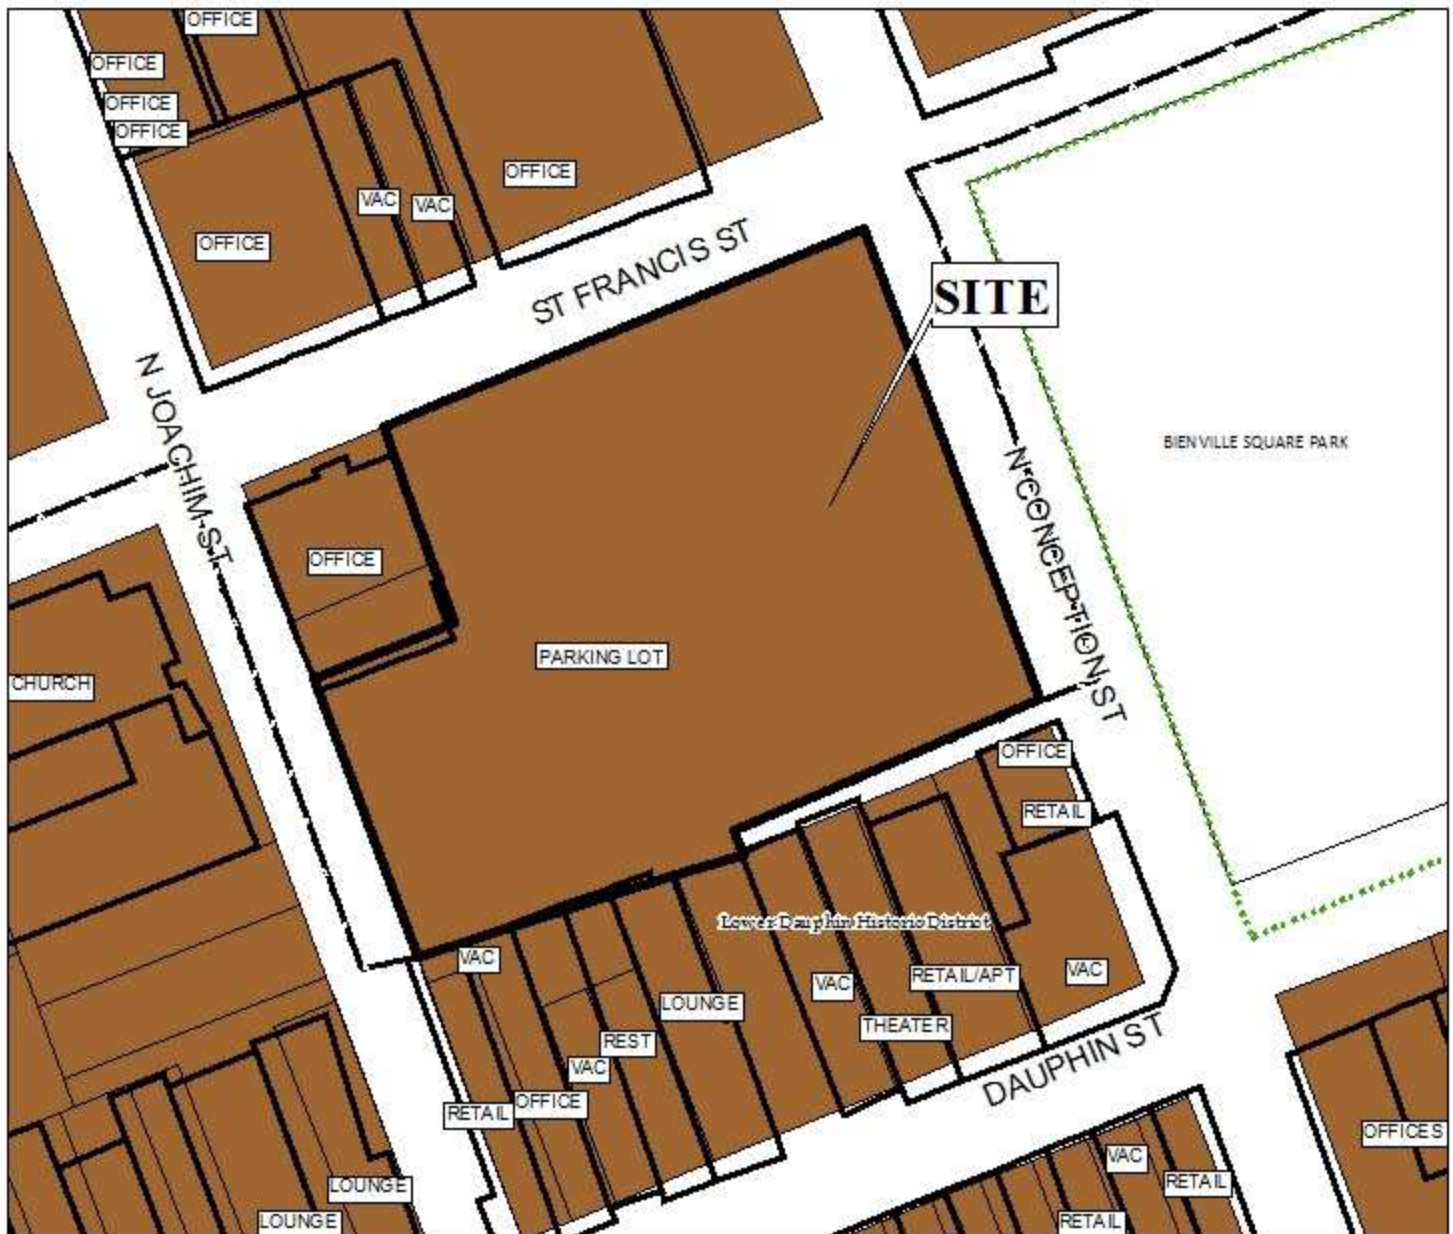 OFFICE
OFFICE
OFFICE
OFFICE
OFFICE
VAC
VAC
OFFICE
ST FRANCIS ST
SITE
N JOACHIM ST
BIENVILLE SQUARE PARK
OFFICE
N CONCEPTION ST
PARKING LOT
CHURCH
OFFICE
RETAIL
Lower Dauphin Historic District
VAC
VAC
RETAIL/APT
VAC
LOUNGE
THEATER
REST
VAC
DAUPHIN ST
OFFICE
RETAIL
OFFICES
VAC
RETAIL
LOUNGE
LOUNGE
RETAIL